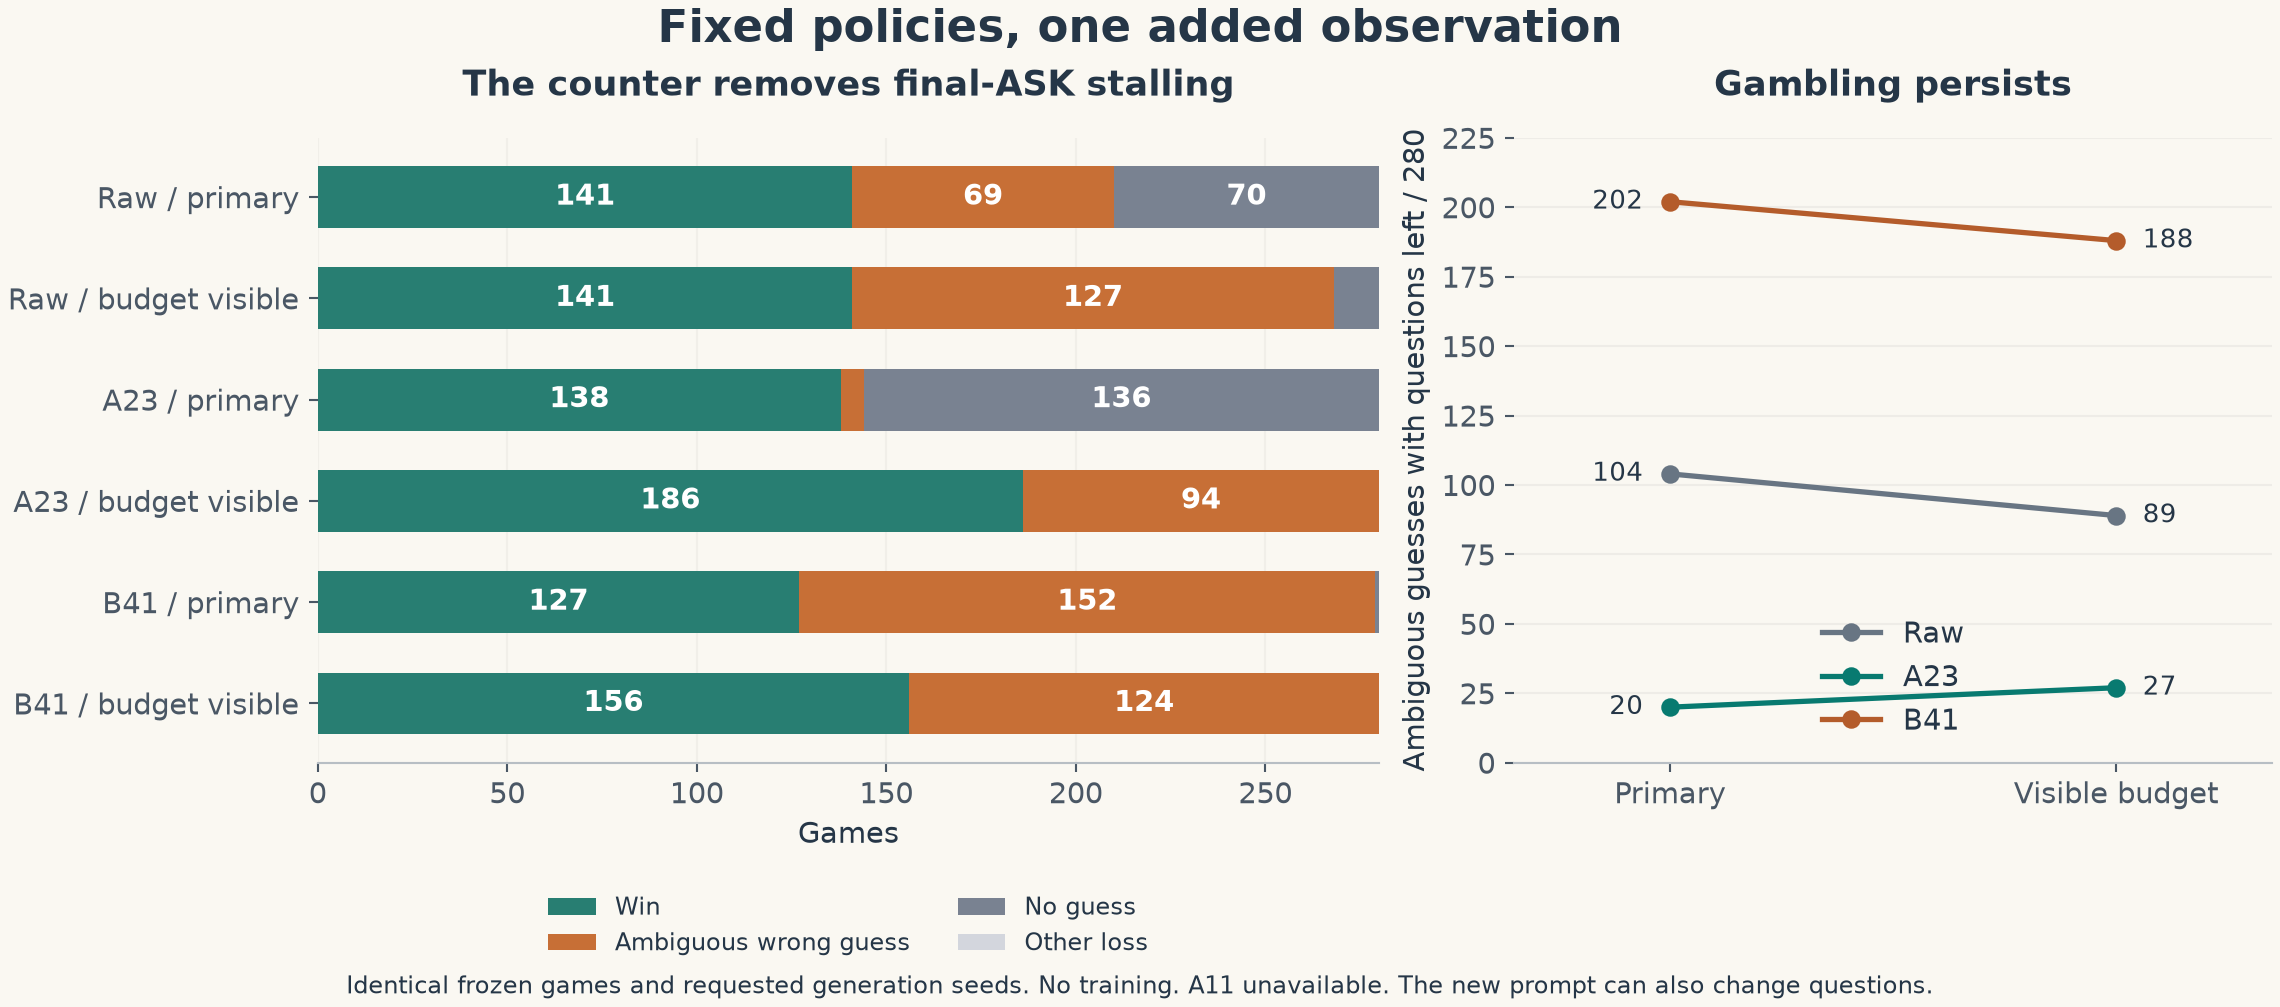 Fixed policies, one added observation
The counter removes final-ASK stalling
Raw / primary
141
69
70
Raw / budget visible
141
127
A23 / primary
138
136
A23 / budget visible
186
94
B41 / primary
127
152
B41 / budget visible
156
124
0
50
100
150
200
250
Games
Win
Ambiguous wrong guess
No guess
Other loss
Gambling persists
Ambiguous guesses with questions left / 280
225
200
175
150
125
100
75
50
25
0
202
188
104
89
20
27
Raw
A23
B41
Primary
Visible budget
Identical frozen games and requested generation seeds. No training. A11 unavailable. The new prompt can also change questions.